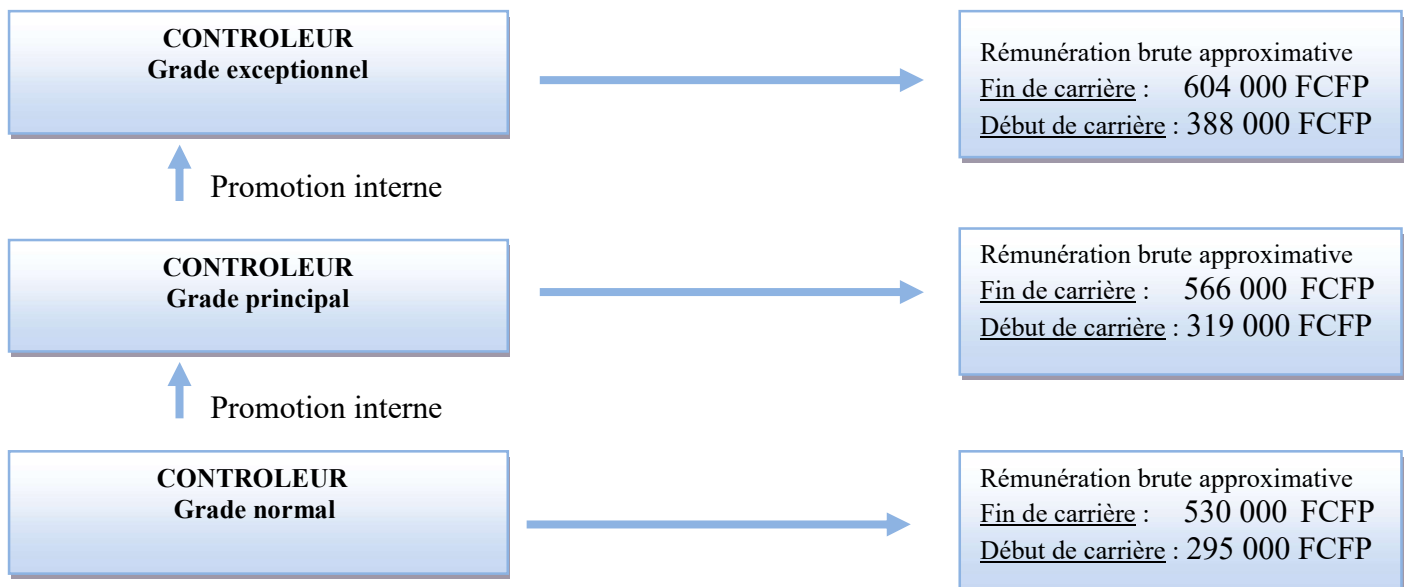 CONTROLEUR
Grade exceptionnel
Rémunération brute approximative
Fin de carrière : 604 000 FCFP
Début de carrière : 388 000 FCFP
Promotion interne
CONTROLEUR
Grade principal
Rémunération brute approximative
Fin de carrière : 566 000 FCFP
Début de carrière : 319 000 FCFP
Promotion interne
CONTROLEUR
Grade normal
Rémunération brute approximative
Fin de carrière : 530 000 FCFP
Début de carrière : 295 000 FCFP